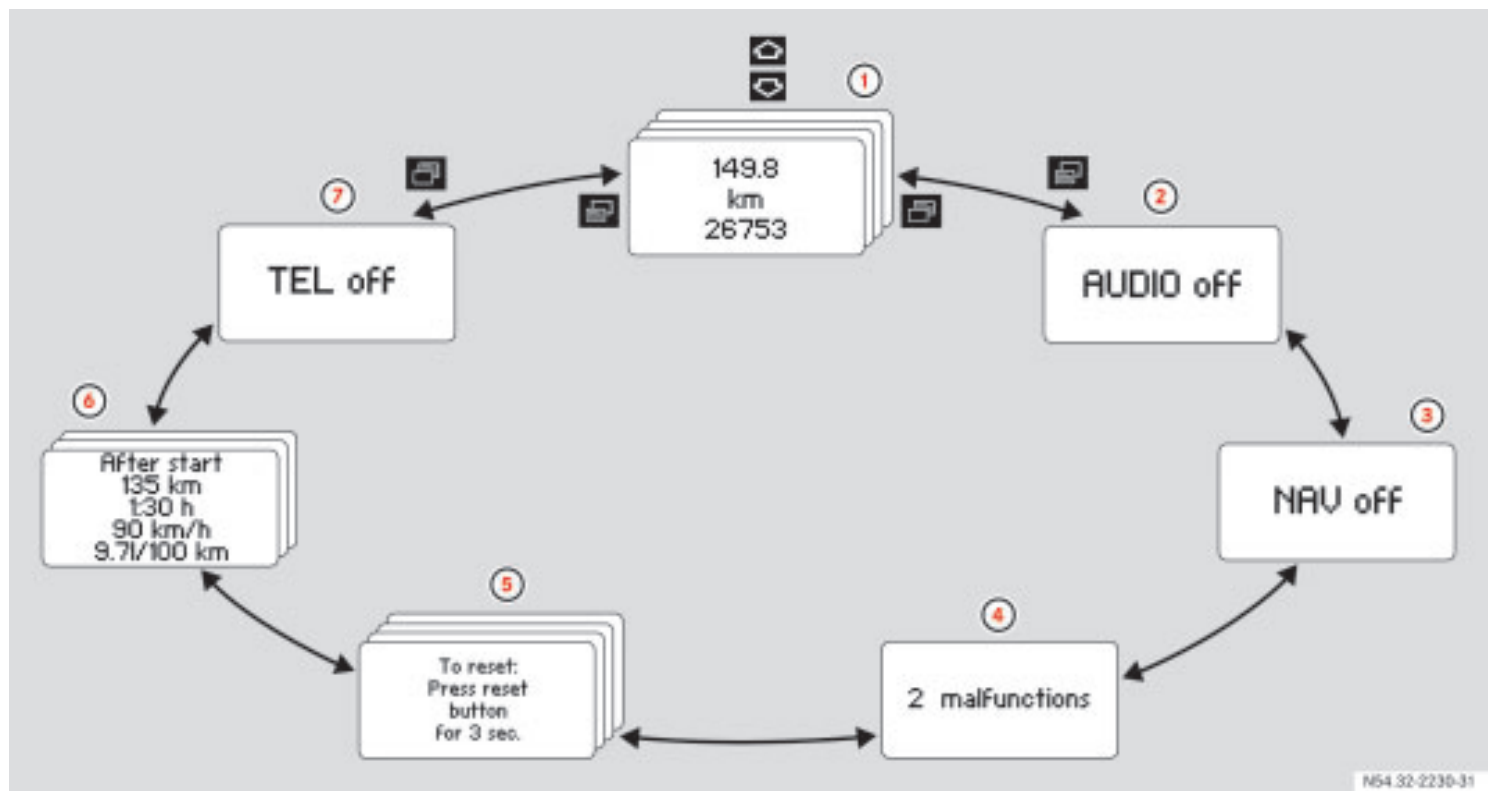 1
149.8
km
26753
2
AUDIO off
3
NAV off
4
2 malfunctions
5
To reset:
Press reset
button
for 3 sec.
6
After start
135 km
1:30 h
90 km/h
9.7l/100 km
7
TEL off
N54.32-2230-31